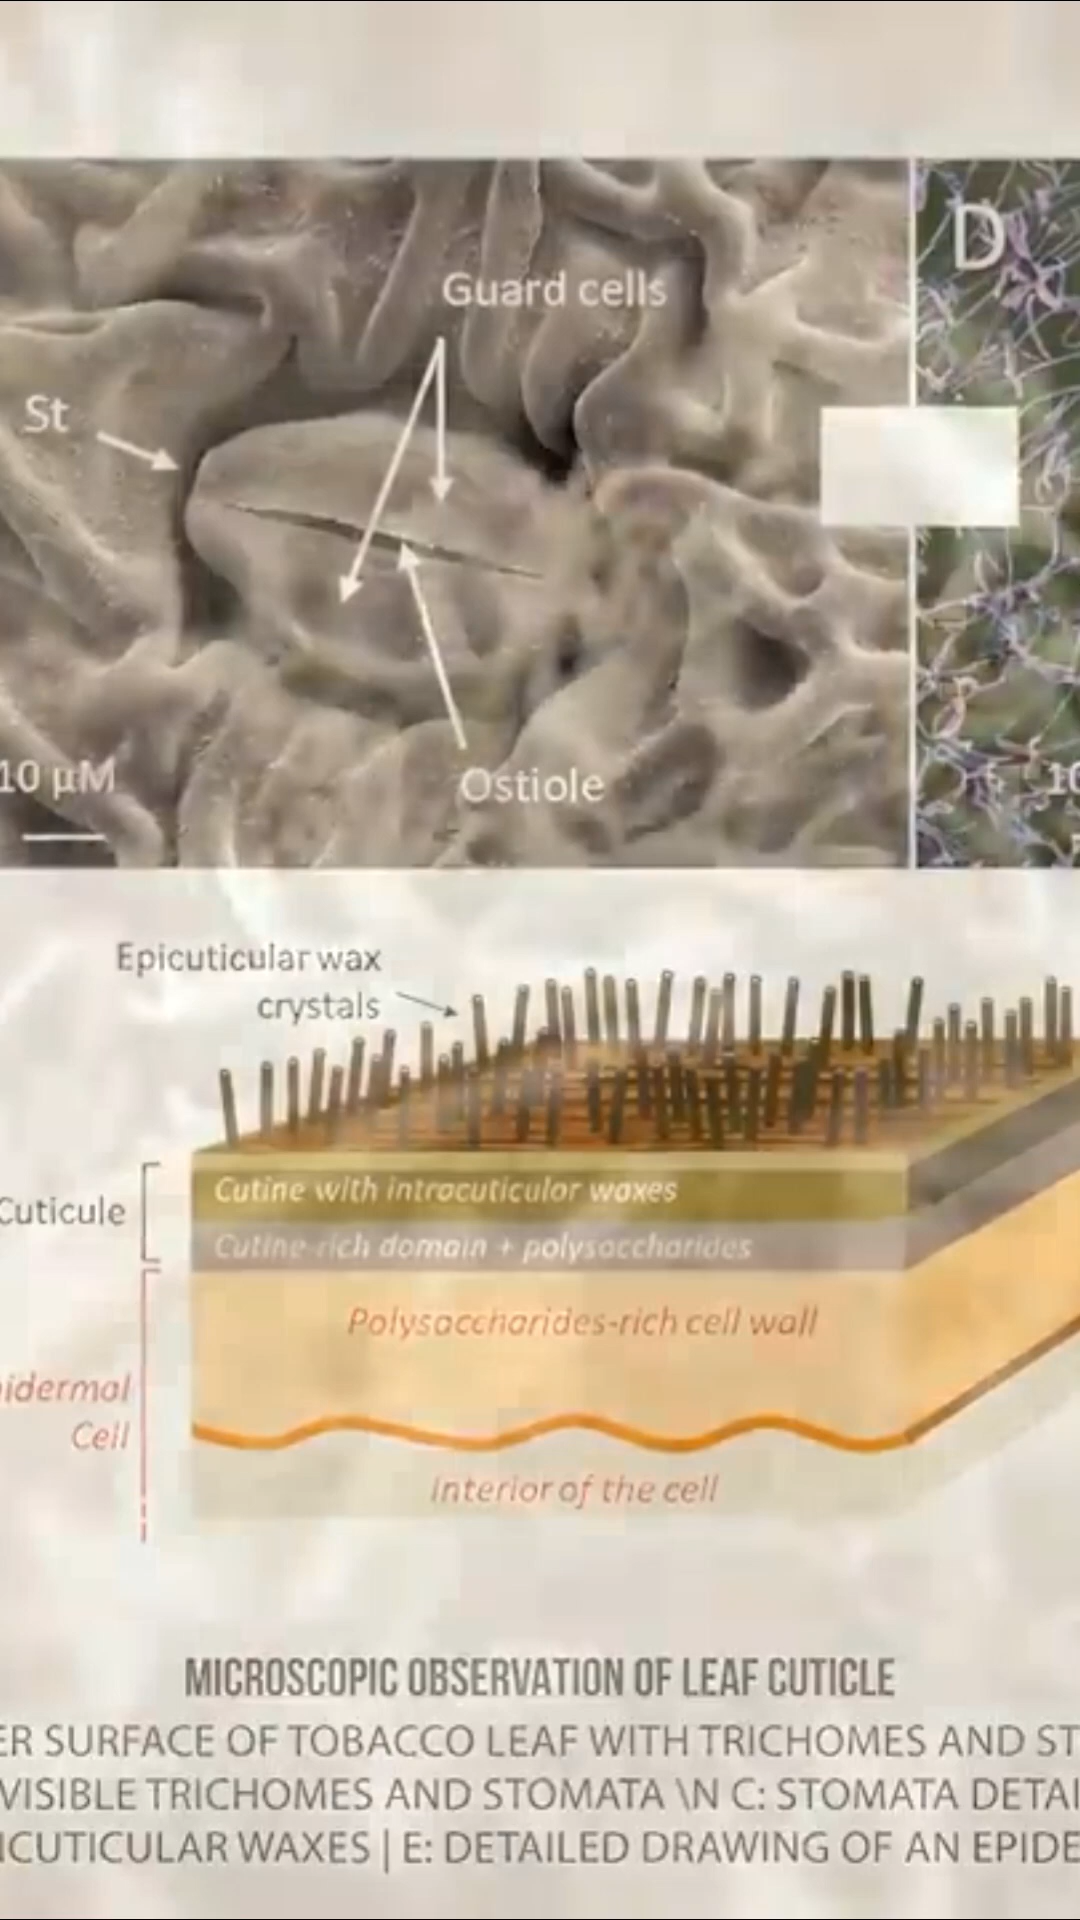 D
Guard cells
St
10 µM
10
Ostiole
Epicuticular wax
crystals
Cutine with intracuticular waxes
Cuticule
Cutine-rich domain + polysaccharides
Polysaccharides-rich cell wall
idermal
Cell
Interior of the cell
MICROSCOPIC OBSERVATION OF LEAF CUTICLE
ER SURFACE OF TOBACCO LEAF WITH TRICHOMES AND ST
VISIBLE TRICHOMES AND STOMATA \N C: STOMATA DETAI
ICUTICULAR WAXES | E: DETAILED DRAWING OF AN EPIDE